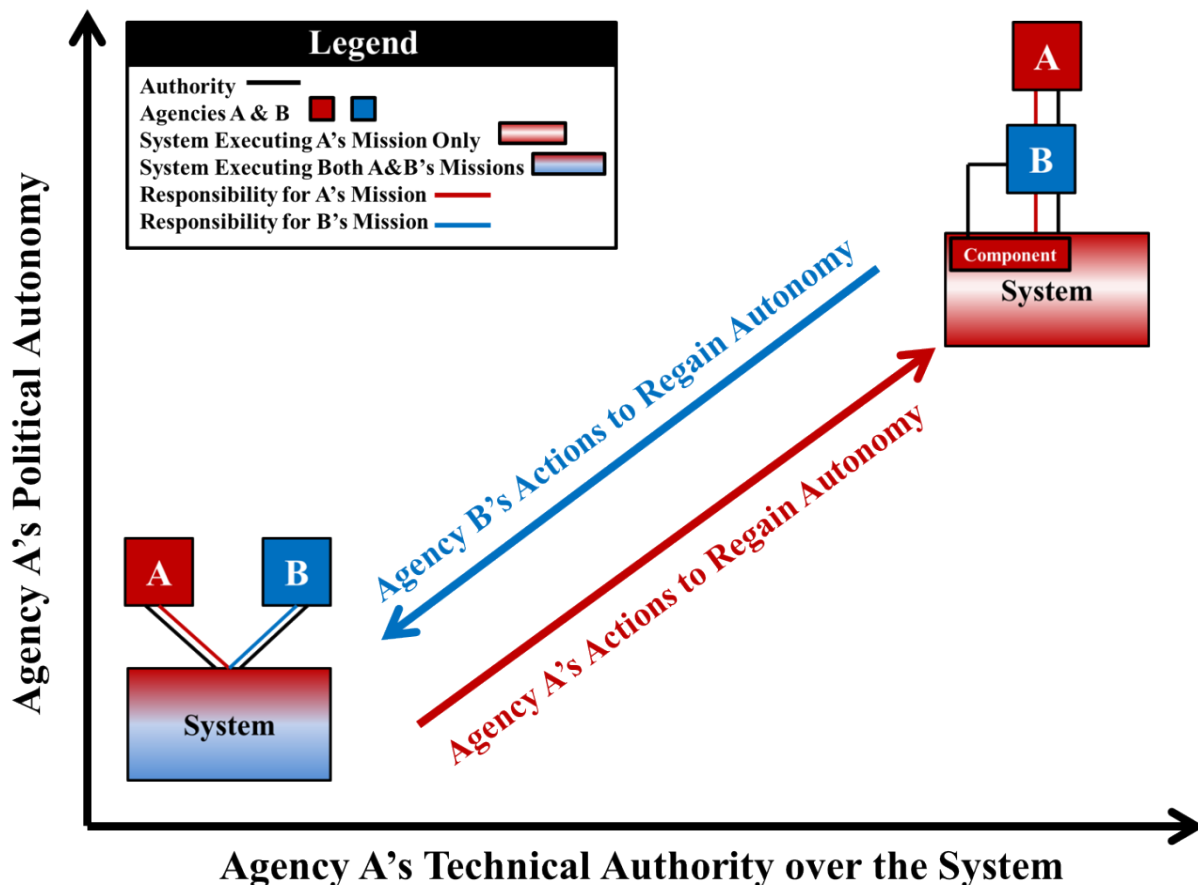 Legend
Authority
Agencies A & B
System Executing A's Mission Only
System Executing Both A&B's Missions
Responsibility for A's Mission
Responsibility for B's Mission
A
B
Component
System
Agency B's Actions to Regain Autonomy
Agency A's Actions to Regain Autonomy
A
B
System
Agency A's Political Autonomy
Agency A's Technical Authority over the System